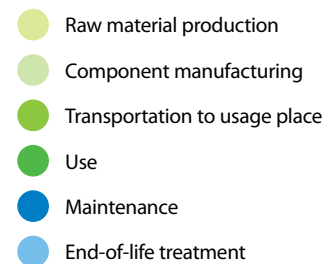 Raw material production
Component manufacturing
Transportation to usage place
Use
Maintenance
End-of-life treatment